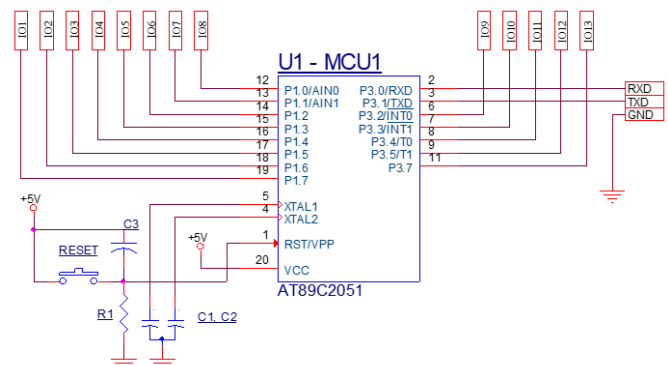 IO1 IO2 IO3 IO4 IO5 IO6 IO7 IO8 IO9 IO10 IO11 IO12 IO13
U1 - MCU1
12 P1.0/AIN0 P3.0/RXD 2 RXD
13 P1.1/AIN1 P3.1/TXD 3 TXD
14 P1.2 P3.2/INT0 6 GND
15 P1.3 P3.3/INT1 7
16 P1.4 P3.4/T0 8
17 P1.5 P3.5/T1 9
18 P1.6 P3.7 11
19 P1.7
+5V
5 XTAL1
4 XTAL2
C3
+5V
1 RST/VPP
RESET
20 VCC
AT89C2051
R1
C1, C2